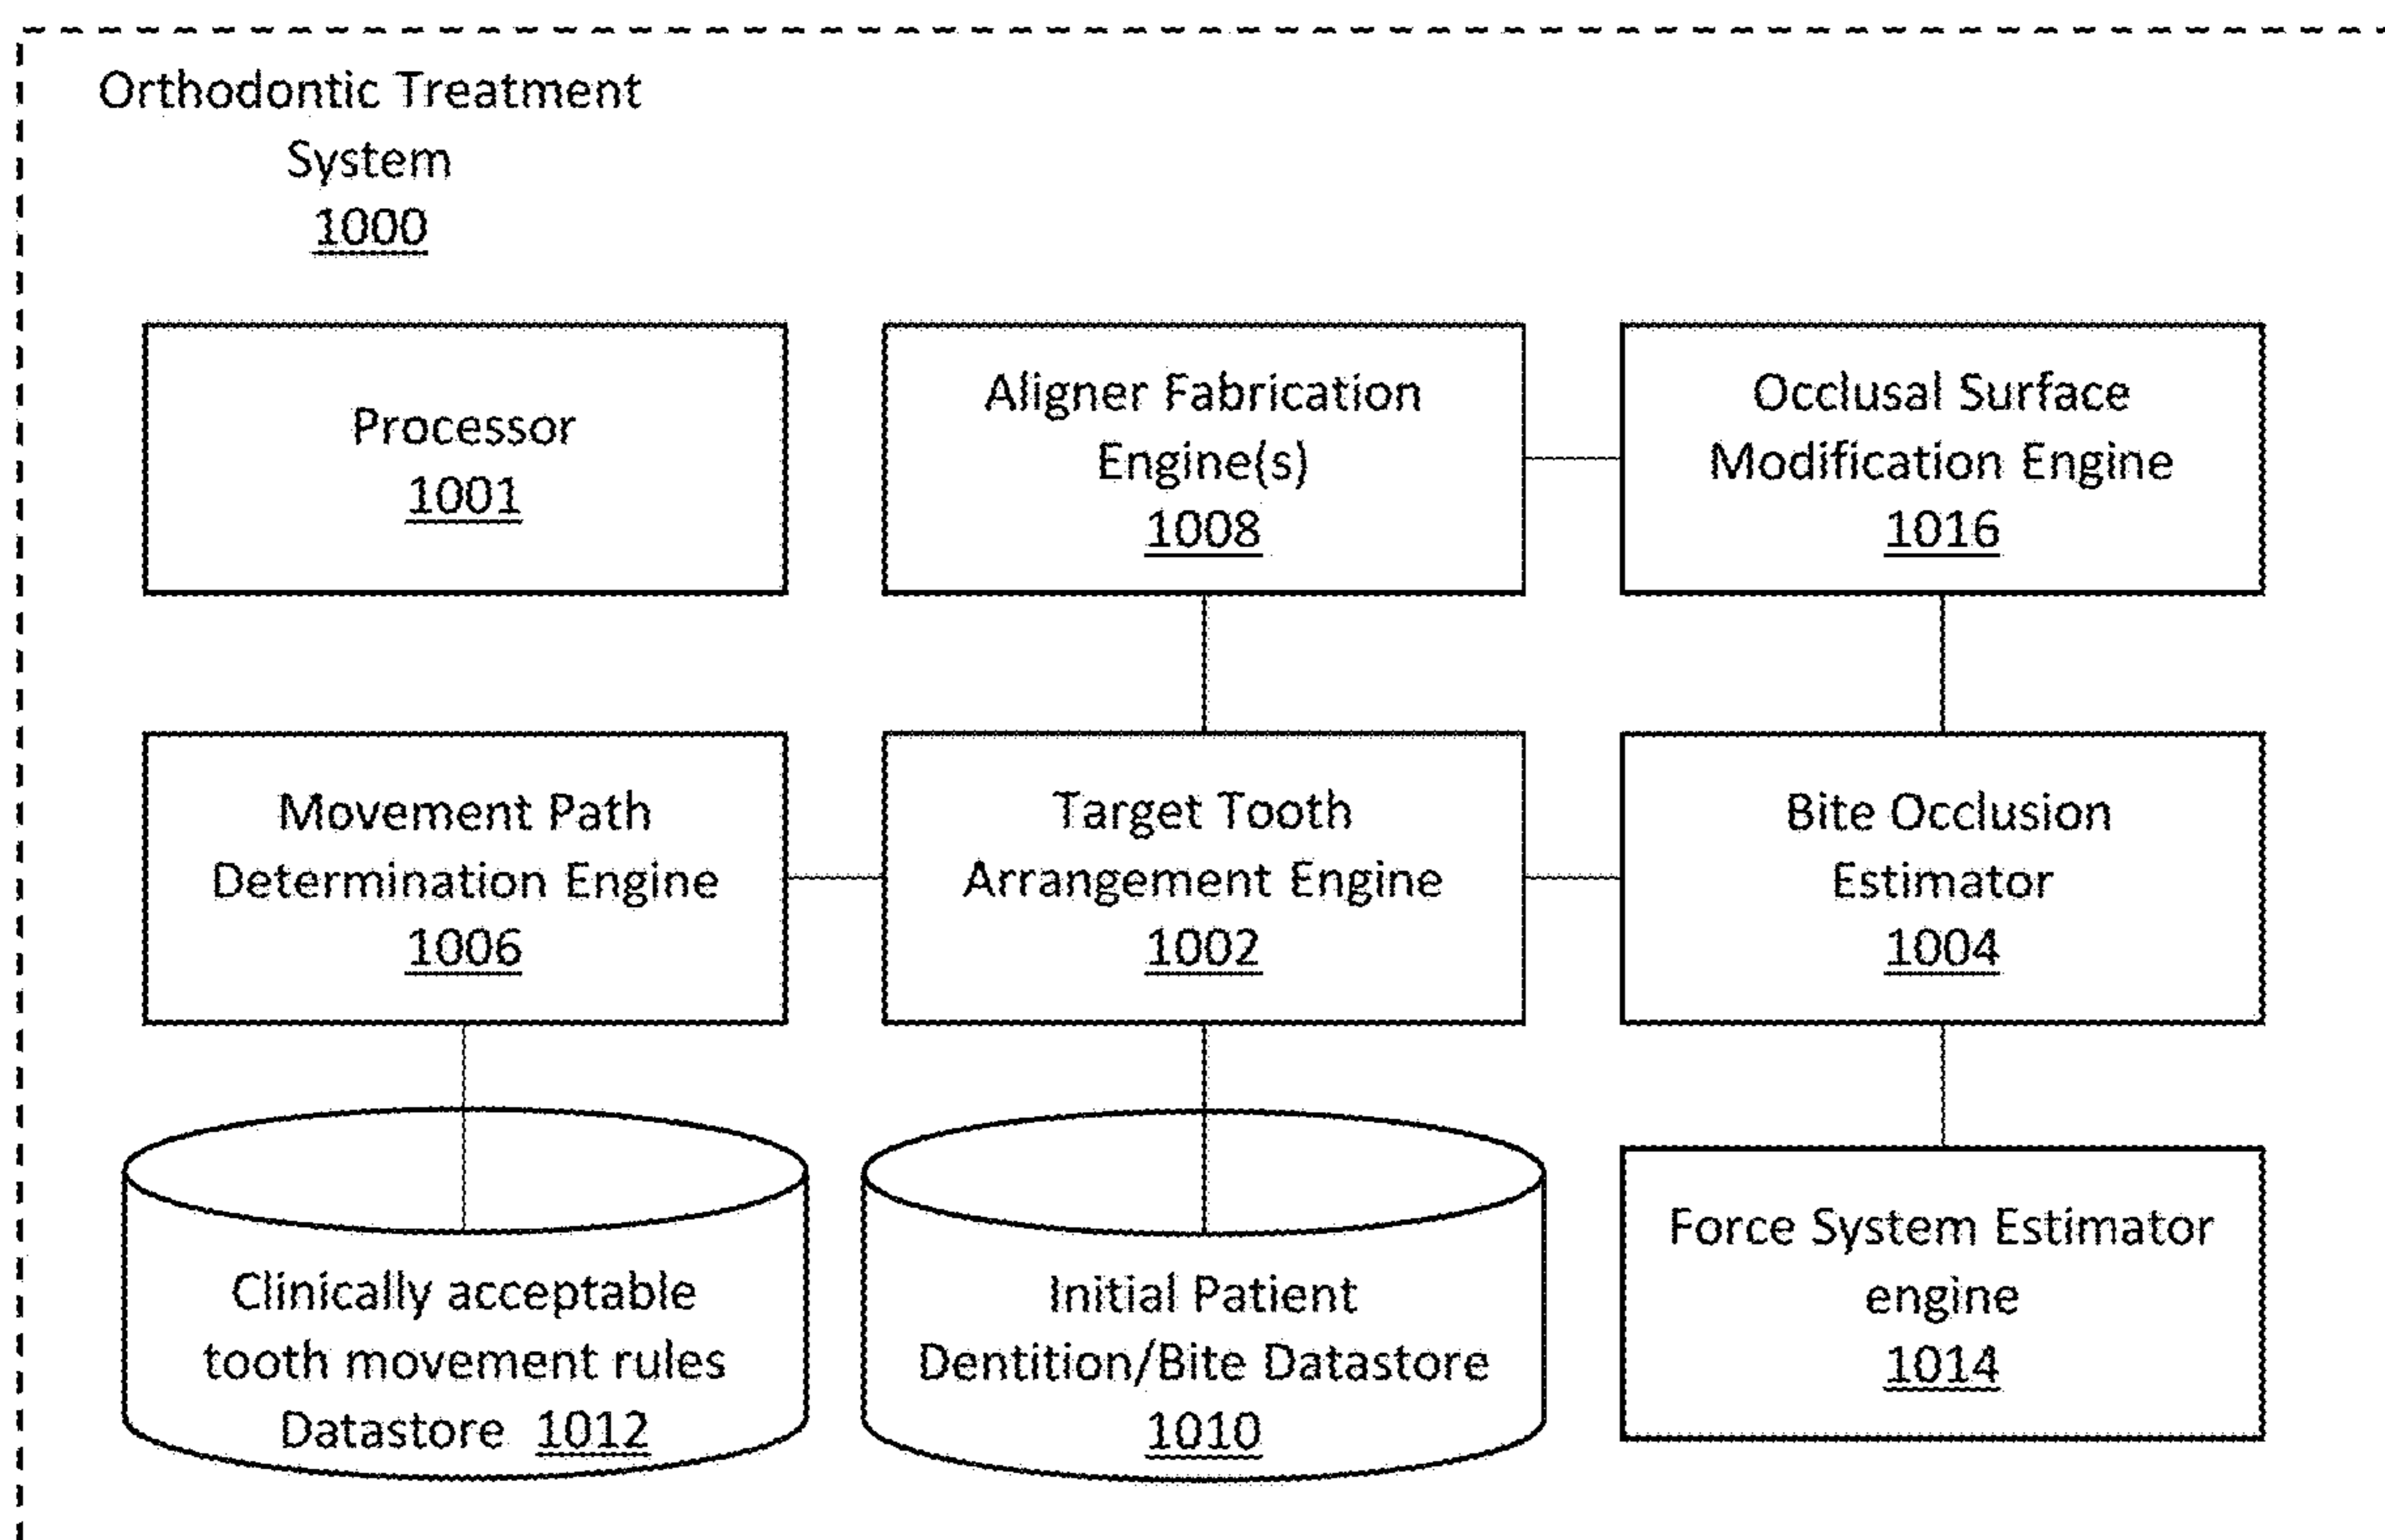 Orthodontic Treatment
System
1000
Processor
1001
Aligner Fabrication
Engine(s)
1008
Occlusal Surface
Modification Engine
1016
Movement Path
Determination Engine
1006
Target Tooth
Arrangement Engine
1002
Bite Occlusion
Estimator
1004
Clinically acceptable
tooth movement rules
Datastore 1012
Initial Patient
Dentition/Bite Datastore
1010
Force System Estimator
engine
1014